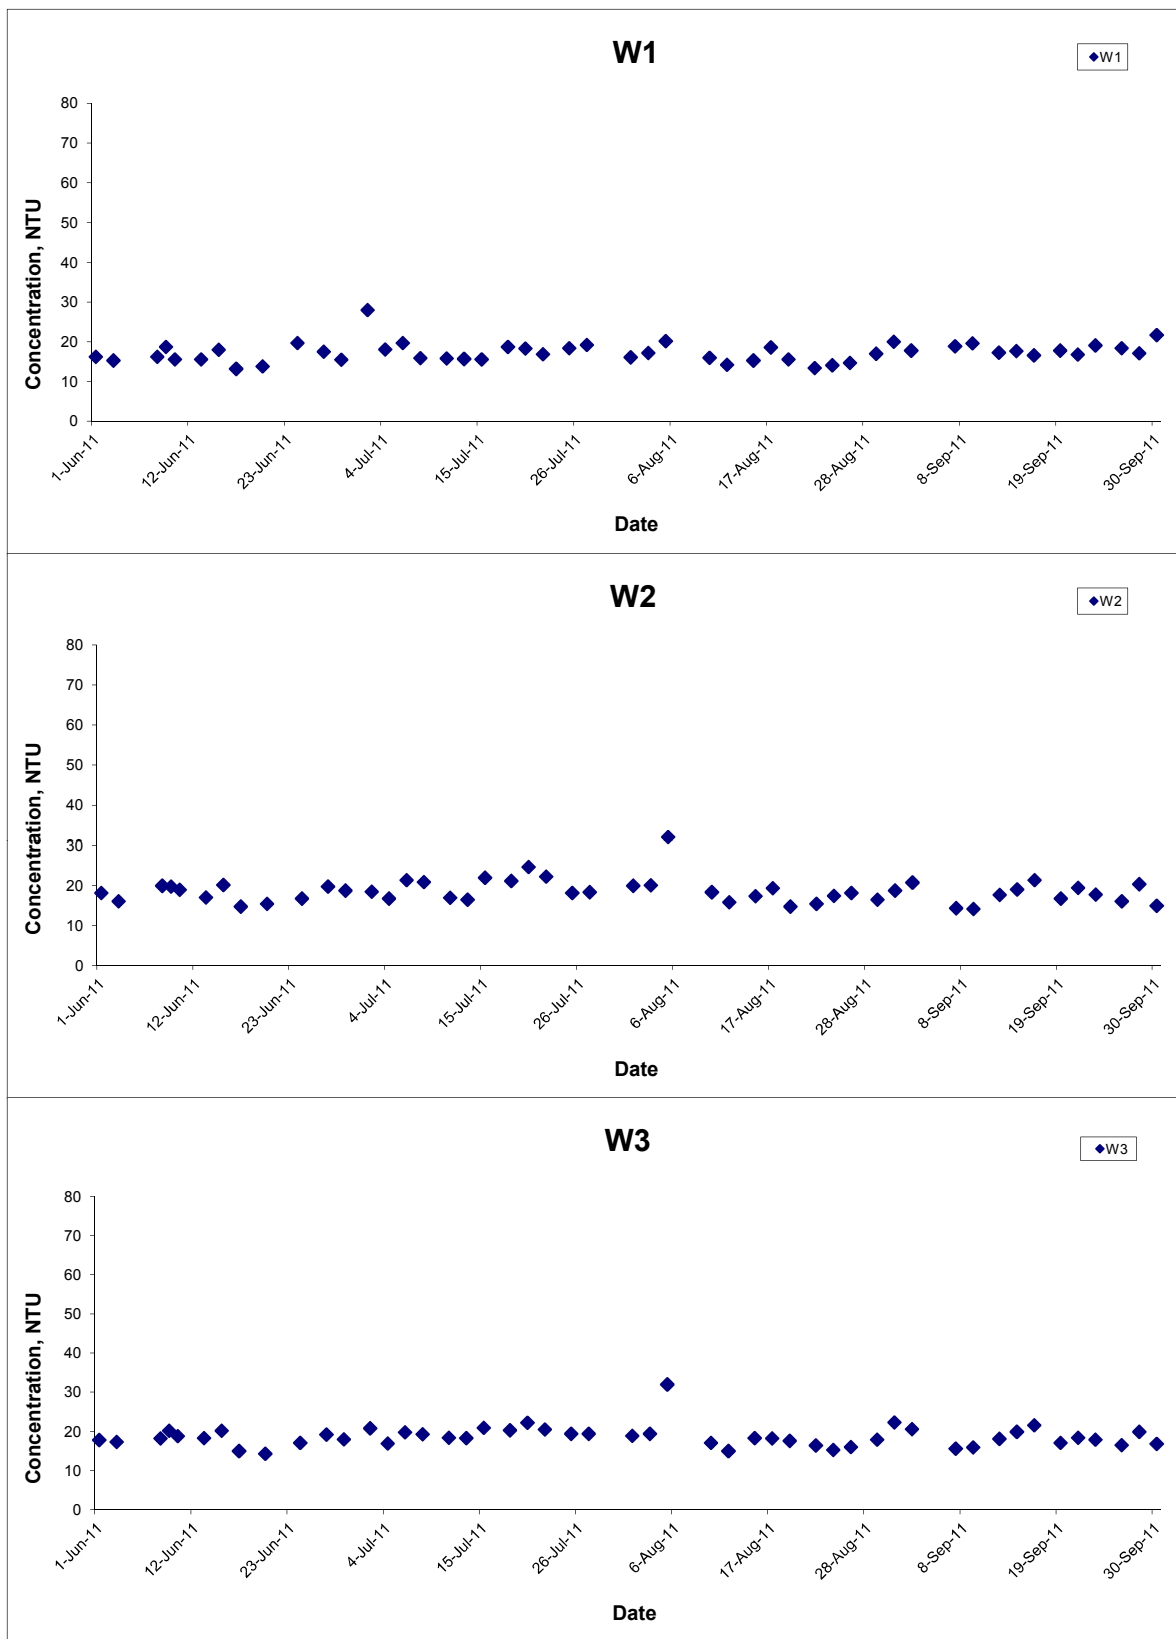 W1
W1
80
70
60
50
40
30
20
10
0
Concentration, NTU
1-Jun-11
12-Jun-11
23-Jun-11
4-Jul-11
15-Jul-11
26-Jul-11
6-Aug-11
17-Aug-11
28-Aug-11
8-Sep-11
19-Sep-11
30-Sep-11
Date
W2
W2
80
70
60
50
40
30
20
10
0
Concentration, NTU
1-Jun-11
12-Jun-11
23-Jun-11
4-Jul-11
15-Jul-11
26-Jul-11
6-Aug-11
17-Aug-11
28-Aug-11
8-Sep-11
19-Sep-11
30-Sep-11
Date
W3
W3
80
70
60
50
40
30
20
10
0
Concentration, NTU
1-Jun-11
12-Jun-11
23-Jun-11
4-Jul-11
15-Jul-11
26-Jul-11
6-Aug-11
17-Aug-11
28-Aug-11
8-Sep-11
19-Sep-11
30-Sep-11
Date